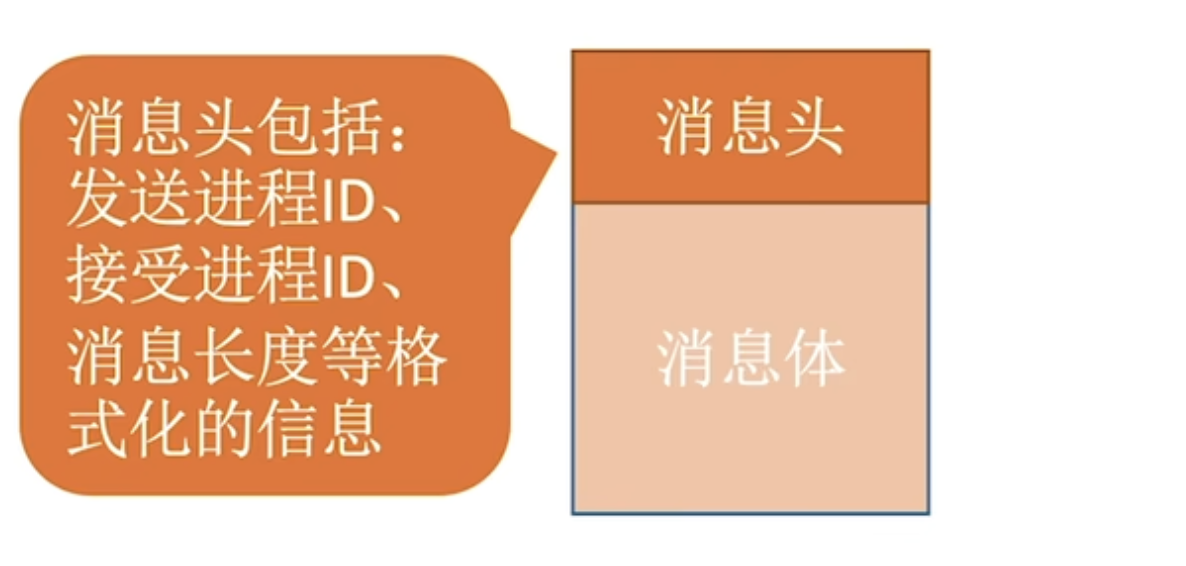 消息头包括：
发送进程ID、
接受进程ID、
消息长度等格
式化的信息
消息头
消息体